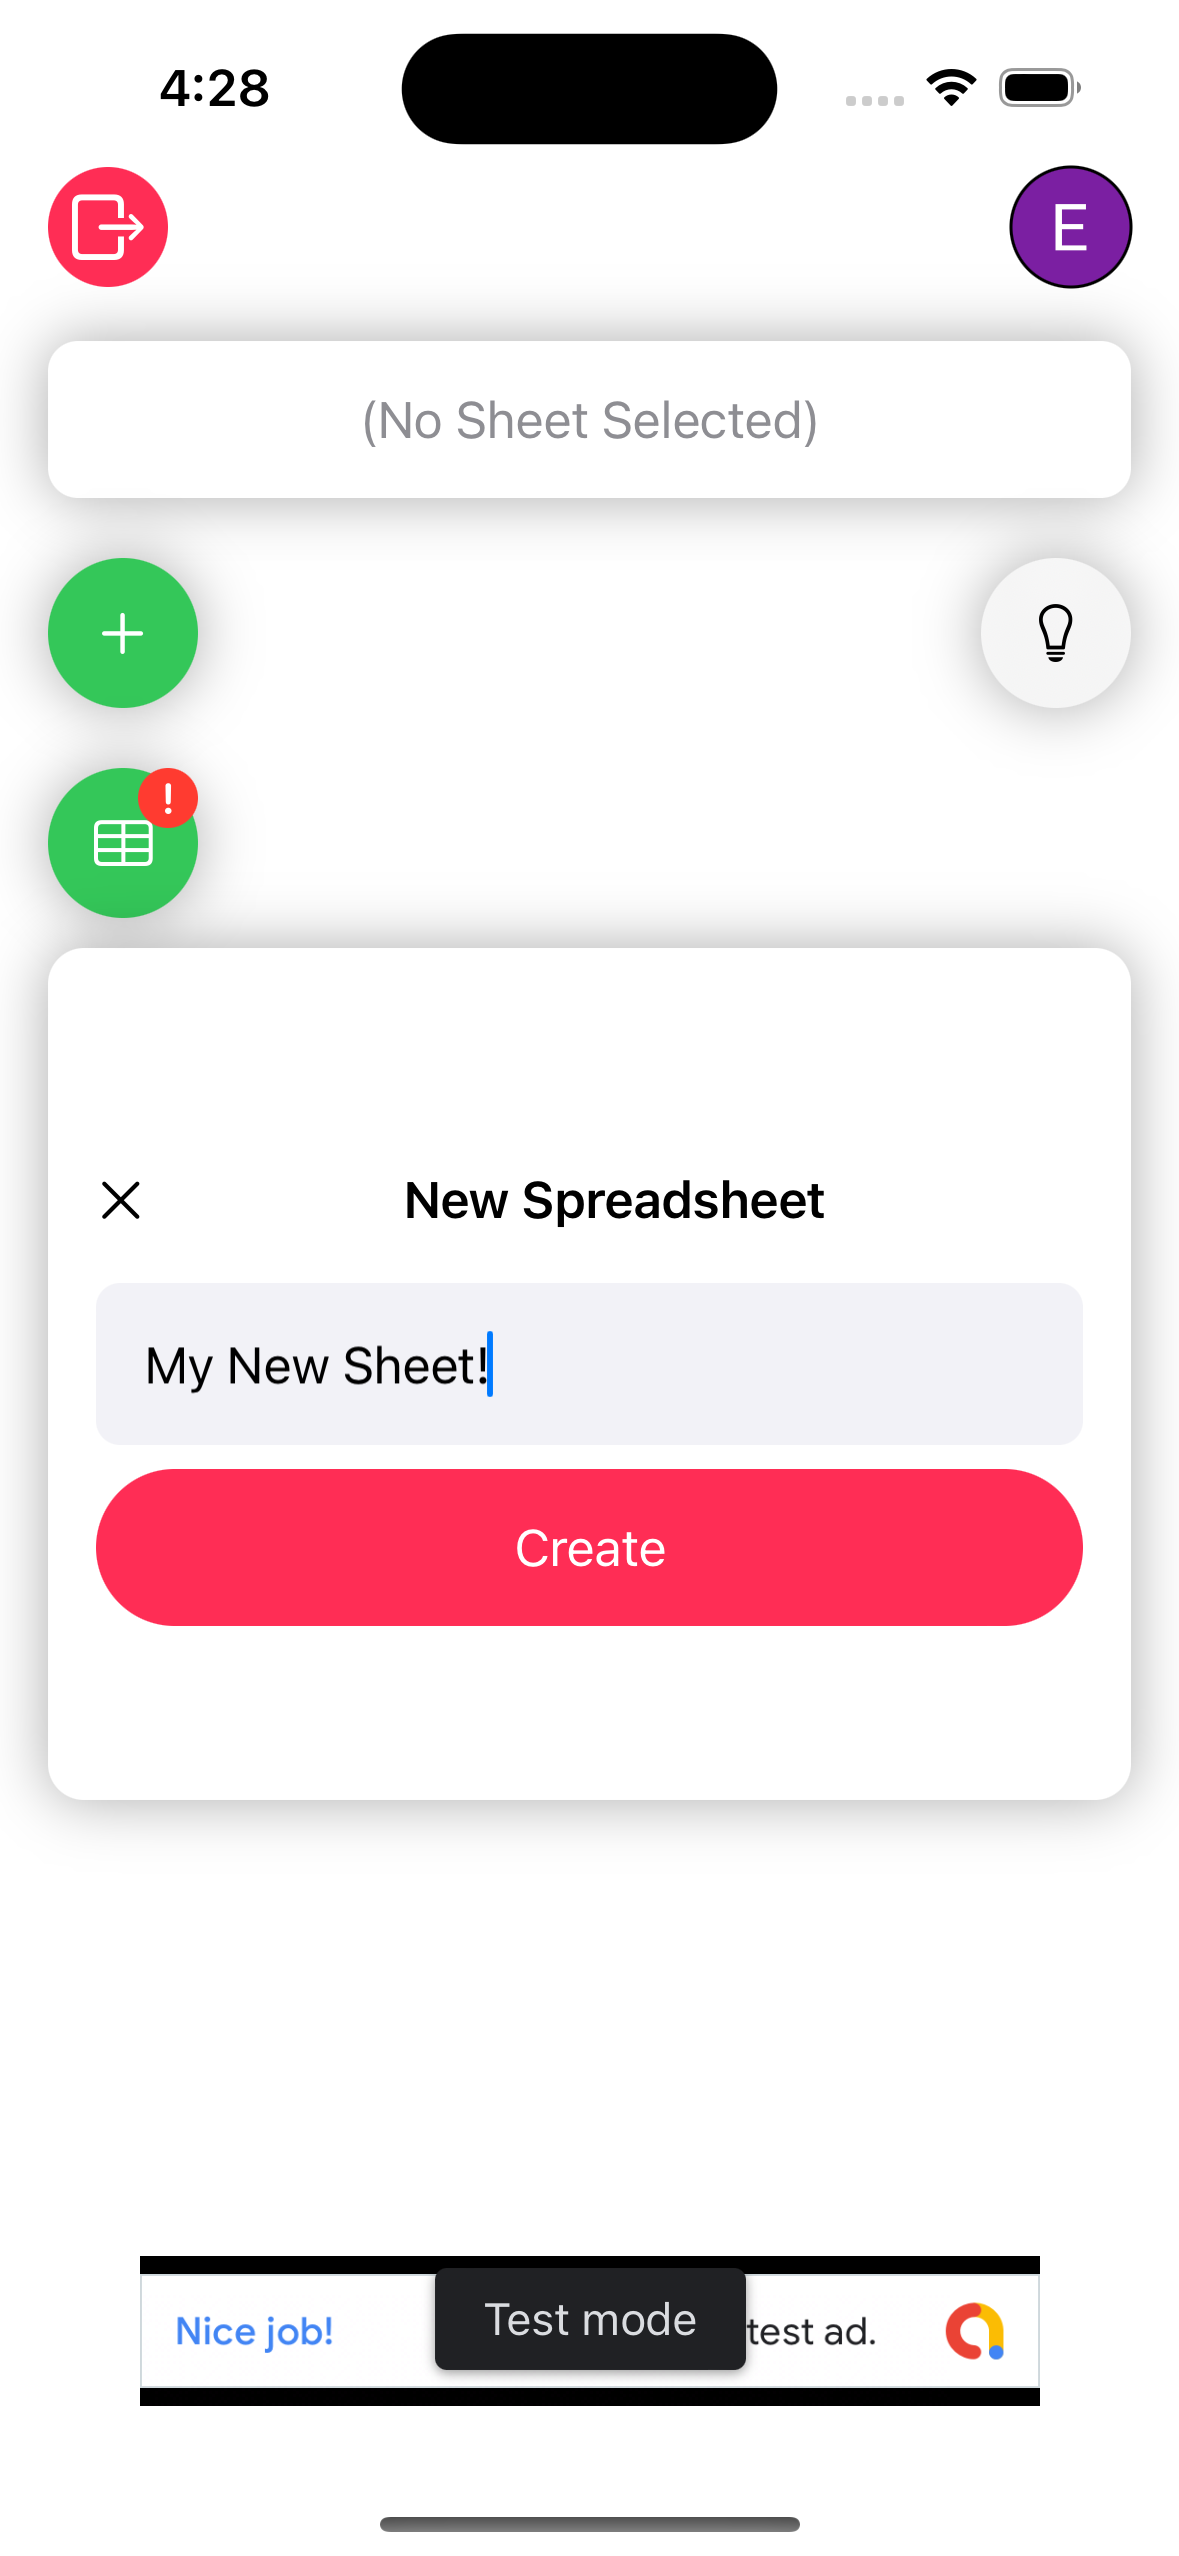 4:28
E
(No Sheet Selected)
!
New Spreadsheet
My New Sheet!
Create
Nice job!
Test mode
test ad.